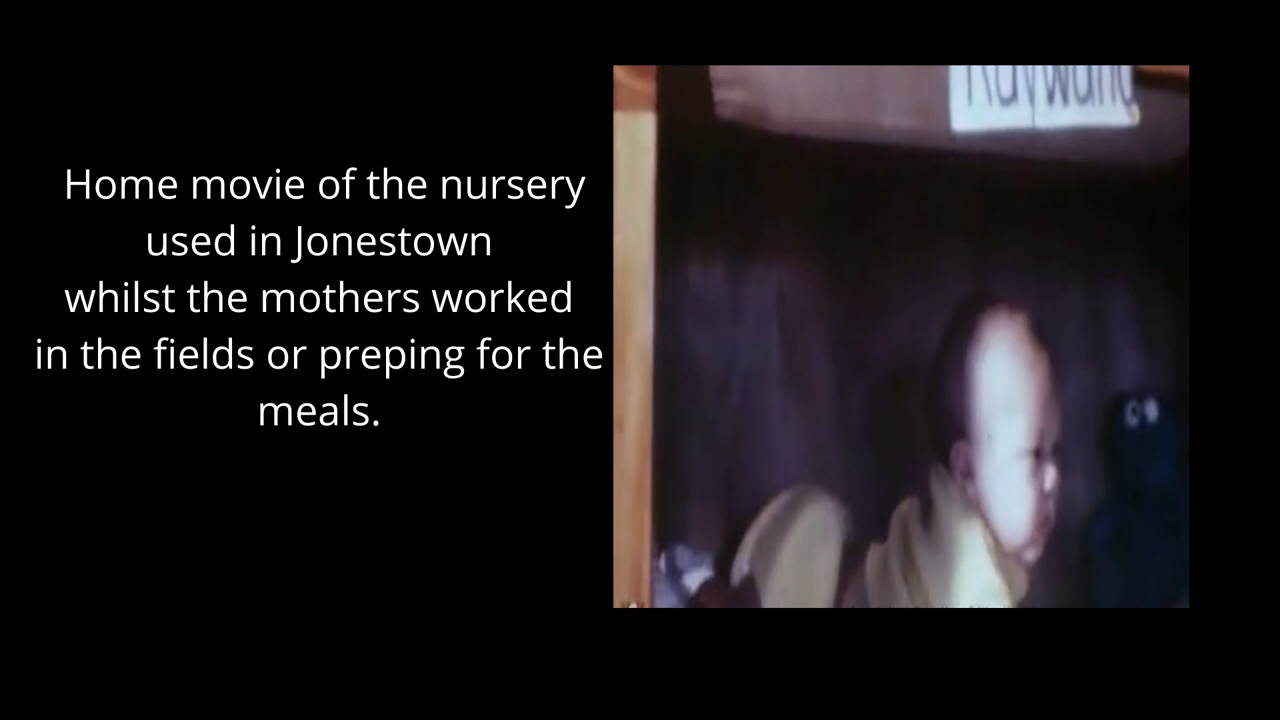 Home movie of the nursery
used in Jonestown
whilst the mothers worked
in the fields or preping for the
meals.